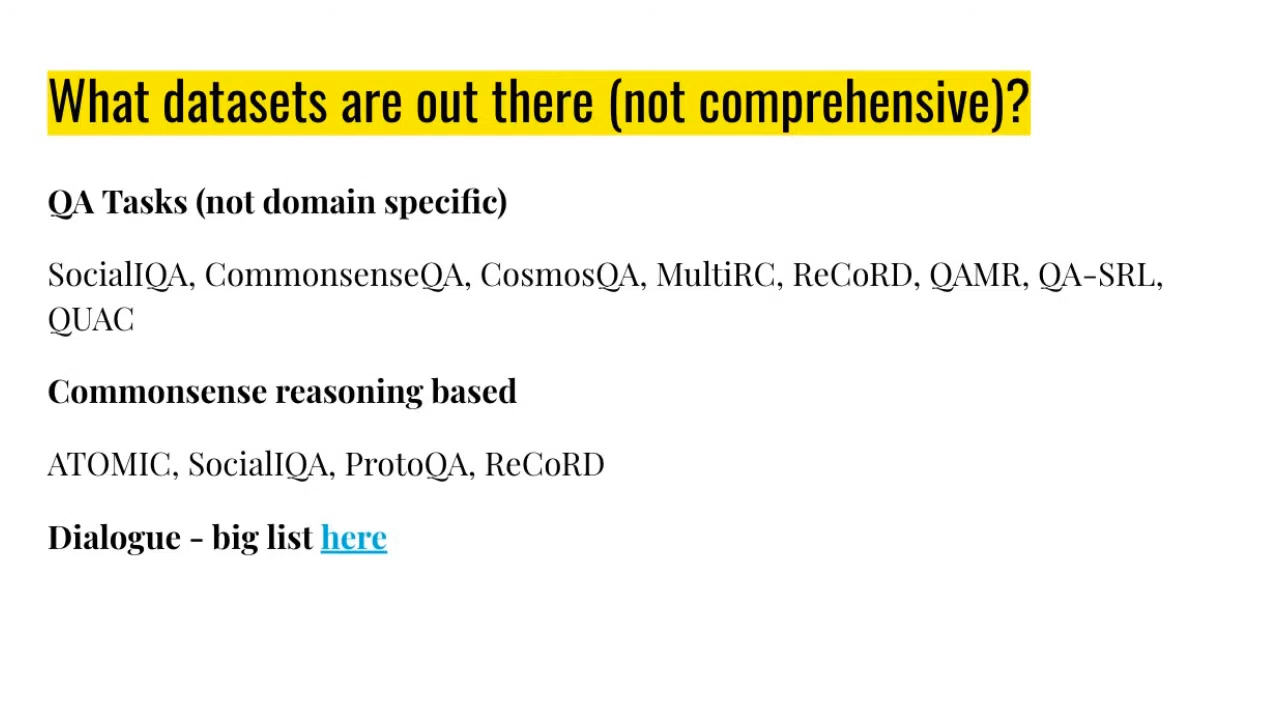 What datasets are out there (not comprehensive)?
QA Tasks (not domain specific)
SocialIQA, CommonsenseQA, CosmosQA, MultiRC, ReCoRD, QAMR, QA-SRL,
QUAC
Commonsense reasoning based
ATOMIC, SocialIQA, ProtoQA, ReCoRD
Dialogue - big list here